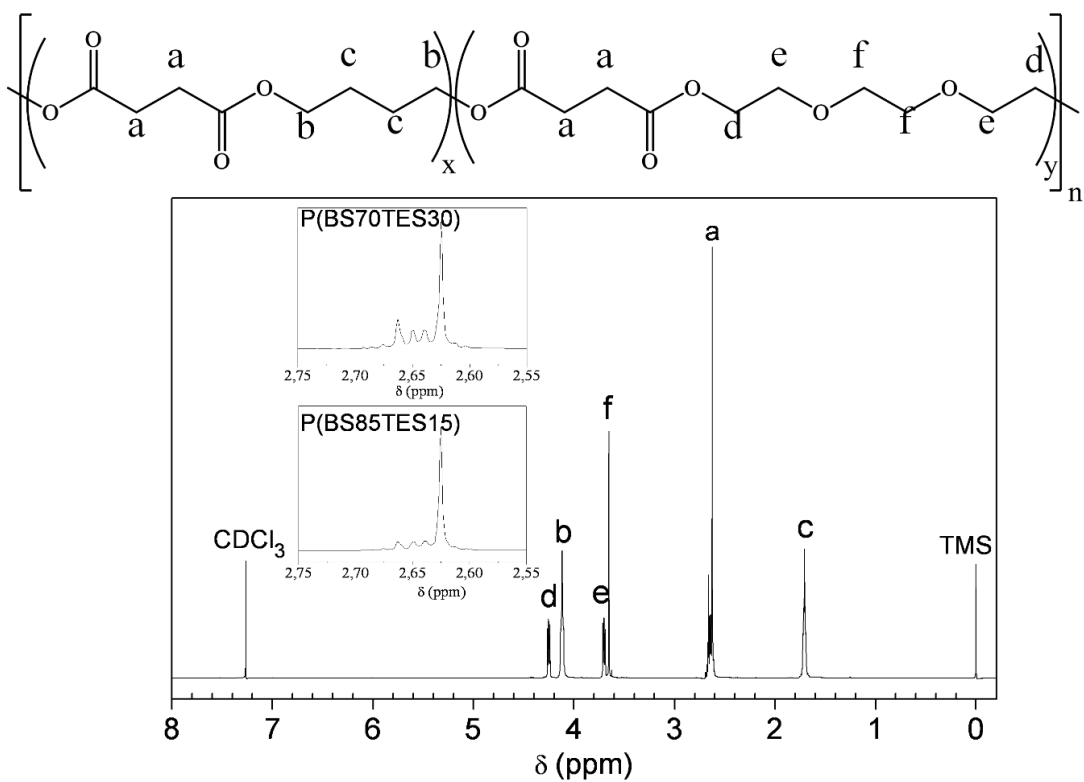 O a c b O a e f d
O O O O O O
a O b c x a O d f e y n
P(BS70TES30)
2,75 2,70 2,65 2,60 2,55
δ (ppm)
P(BS85TES15)
2,75 2,70 2,65 2,60 2,55
δ (ppm)
a
f
CDCl3
d b e c
TMS
8 7 6 5 4 3 2 1 0
δ (ppm)